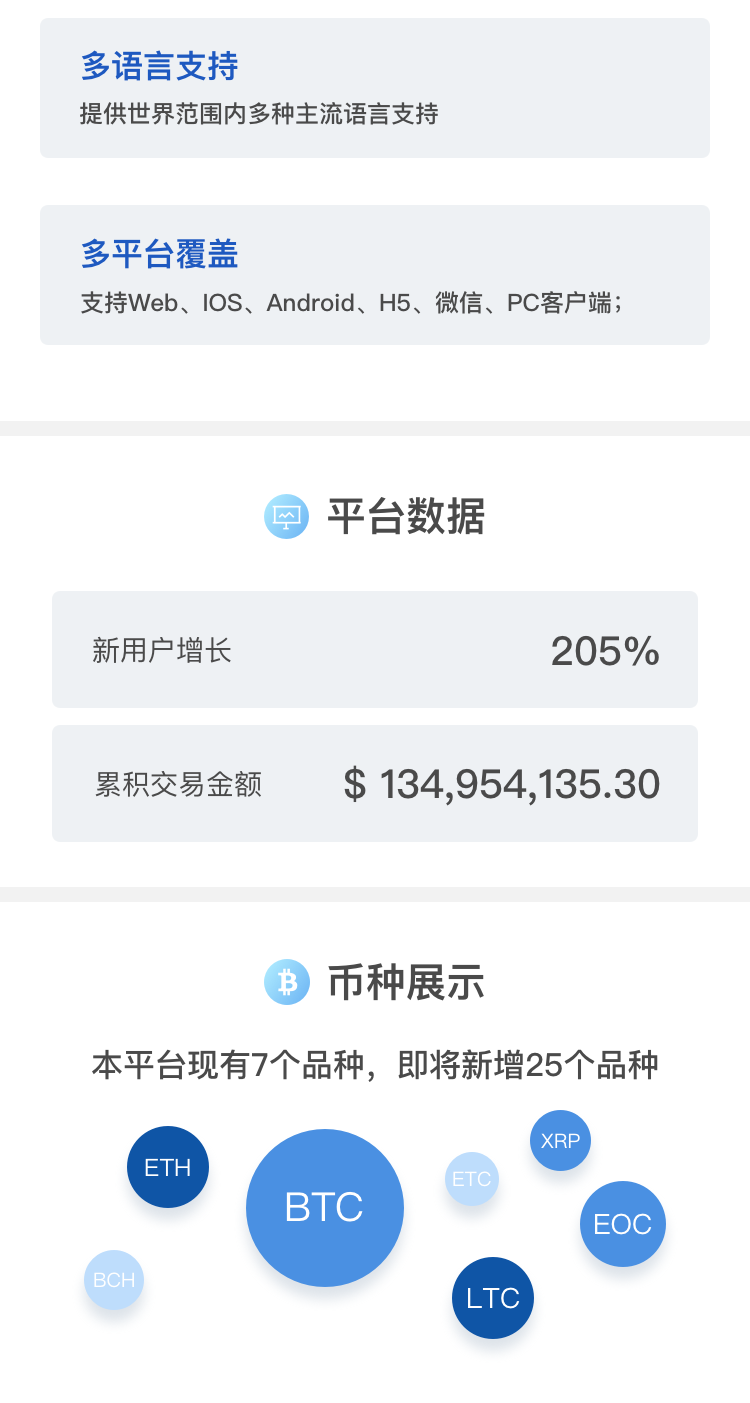 多语言支持
提供世界范围内多种主流语言支持
多平台覆盖
支持Web、IOS、Android、H5、微信、PC客户端；
平台数据
新用户增长 205%
累积交易金额 $ 134,954,135.30
币种展示
本平台现有7个品种，即将新增25个品种
XRP
ETH
ETC
BTC
EOC
BCH
LTC